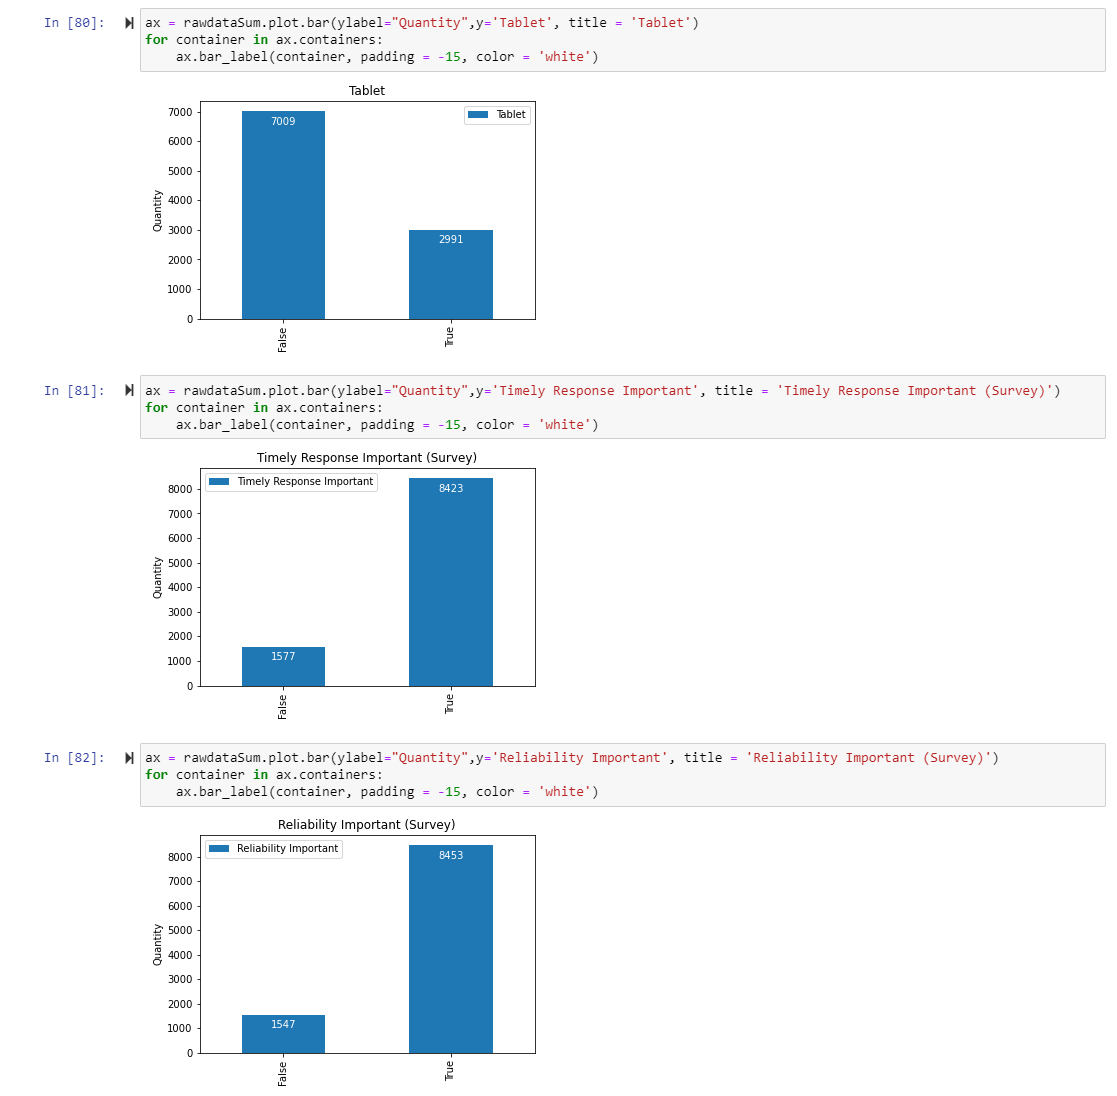 In [80]:
ax = rawdataSum.plot.bar(ylabel="Quantity",y='Tablet', title = 'Tablet')
for container in ax.containers:
    ax.bar_label(container, padding = -15, color = 'white')
Tablet
Tablet
7000
6000
5000
4000
3000
2000
1000
0
Quantity
7009
2991
False
True
In [81]:
ax = rawdataSum.plot.bar(ylabel="Quantity",y='Timely Response Important', title = 'Timely Response Important (Survey)')
for container in ax.containers:
    ax.bar_label(container, padding = -15, color = 'white')
Timely Response Important (Survey)
Timely Response Important
8000
7000
6000
5000
4000
3000
2000
1000
0
Quantity
1577
8423
False
True
In [82]:
ax = rawdataSum.plot.bar(ylabel="Quantity",y='Reliability Important', title = 'Reliability Important (Survey)')
for container in ax.containers:
    ax.bar_label(container, padding = -15, color = 'white')
Reliability Important (Survey)
Reliability Important
8000
7000
6000
5000
4000
3000
2000
1000
0
Quantity
1547
8453
False
True